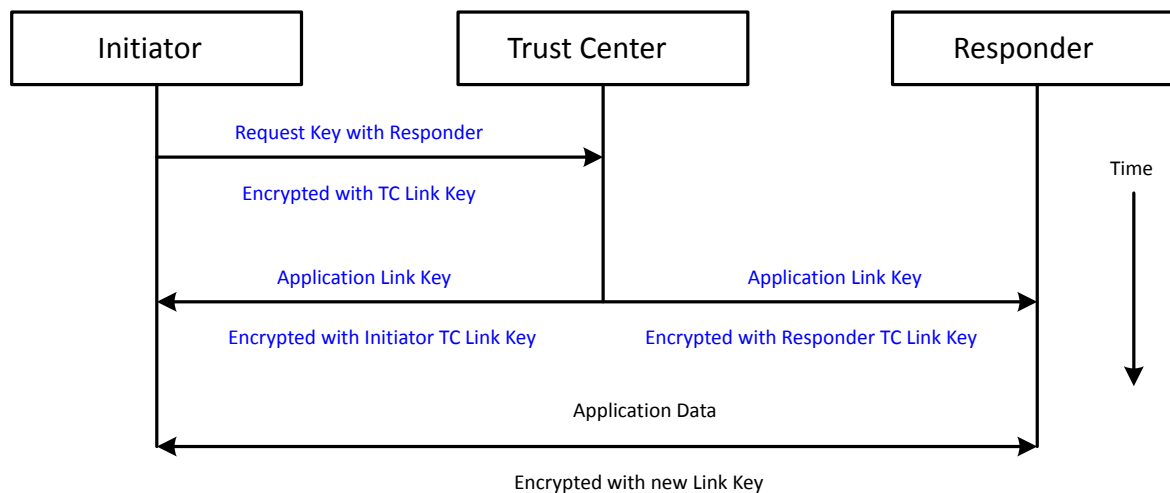 Initiator
Trust Center
Responder
Request Key with Responder
Time
Encrypted with TC Link Key
Application Link Key
Application Link Key
Encrypted with Initiator TC Link Key
Encrypted with Responder TC Link Key
Application Data
Encrypted with new Link Key